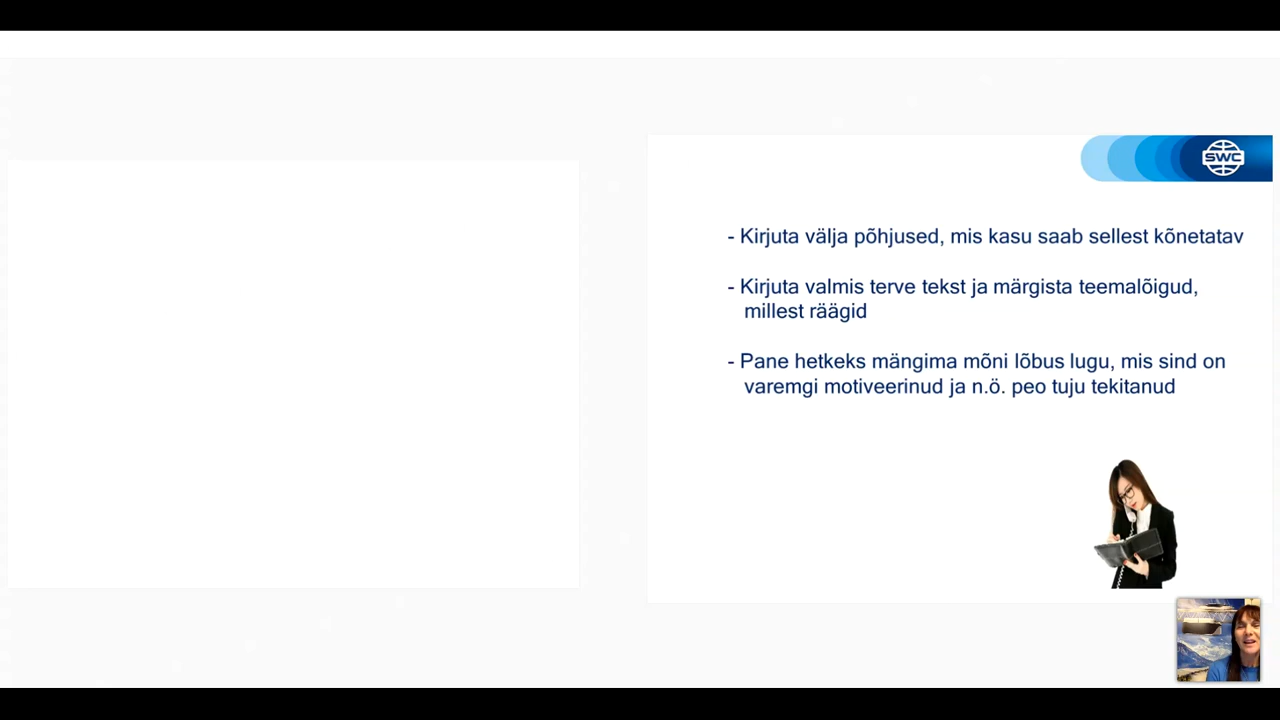 SWC
- Kirjuta välja põhjused, mis kasu saab sellest kõnetatav
- Kirjuta valmis terve tekst ja märgista teemalõigud,
millest räägid
- Pane hetkeks mängima mõni lõbus lugu, mis sind on
varemgi motiveerinud ja n.ö. peo tuju tekitanud